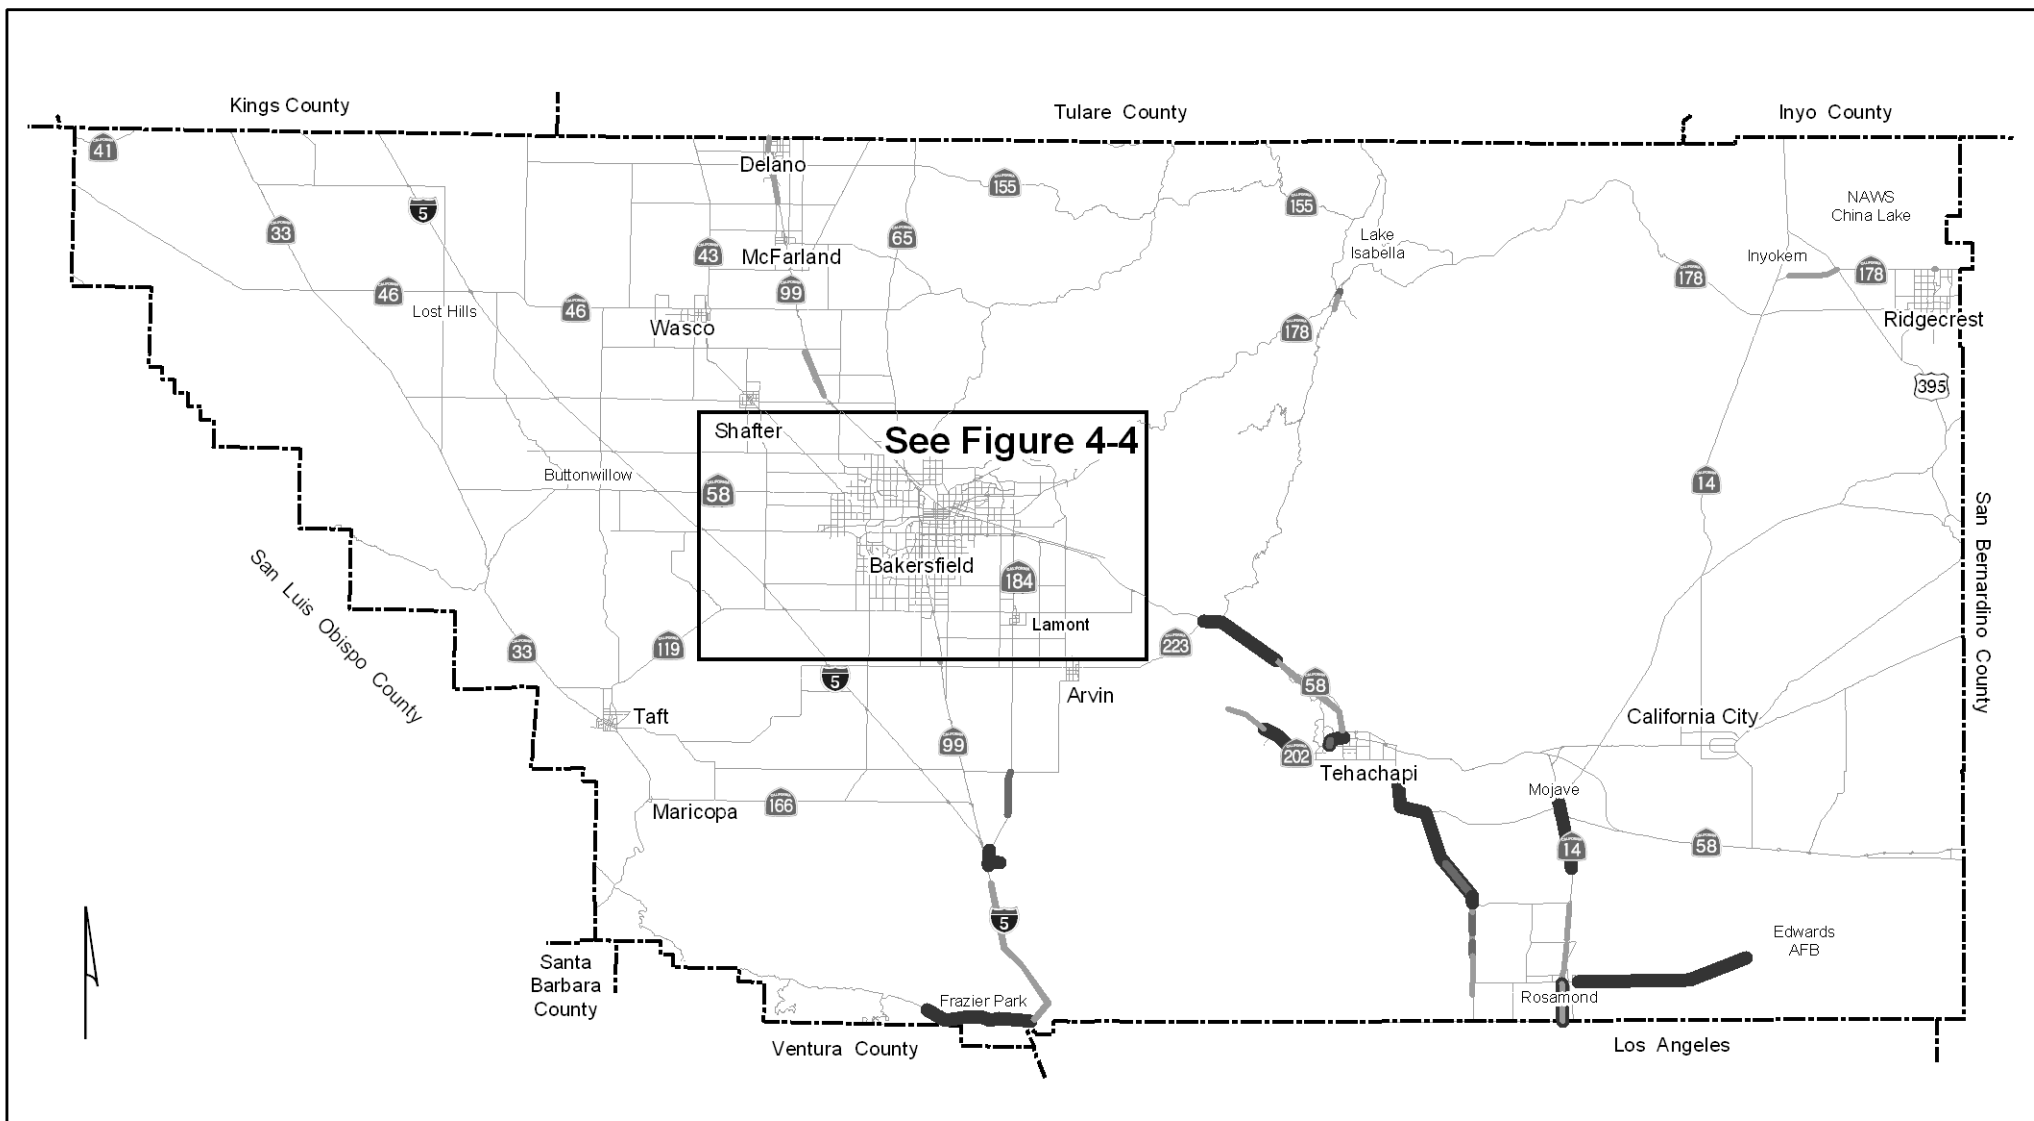 Kings County
Tulare County
Inyo County
41
Delano
155
155
NAWS
China Lake
5
33
43
65
Lake
Isabella
McFarland
Inyokern
178
178
46
99
46
Lost Hills
Wasco
178
Ridgecrest
395
Shafter
See Figure 4-4
Buttonwillow
58
14
San Bernardino County
Bakersfield
184
San Luis Obispo County
Lamont
33
119
223
5
58
Arvin
Taft
California City
99
202
Tehachapi
Mojave
Maricopa
166
14
58
5
Edwards
AFB
Santa
Barbara
County
Frazier Park
Rosamond
Ventura County
Los Angeles